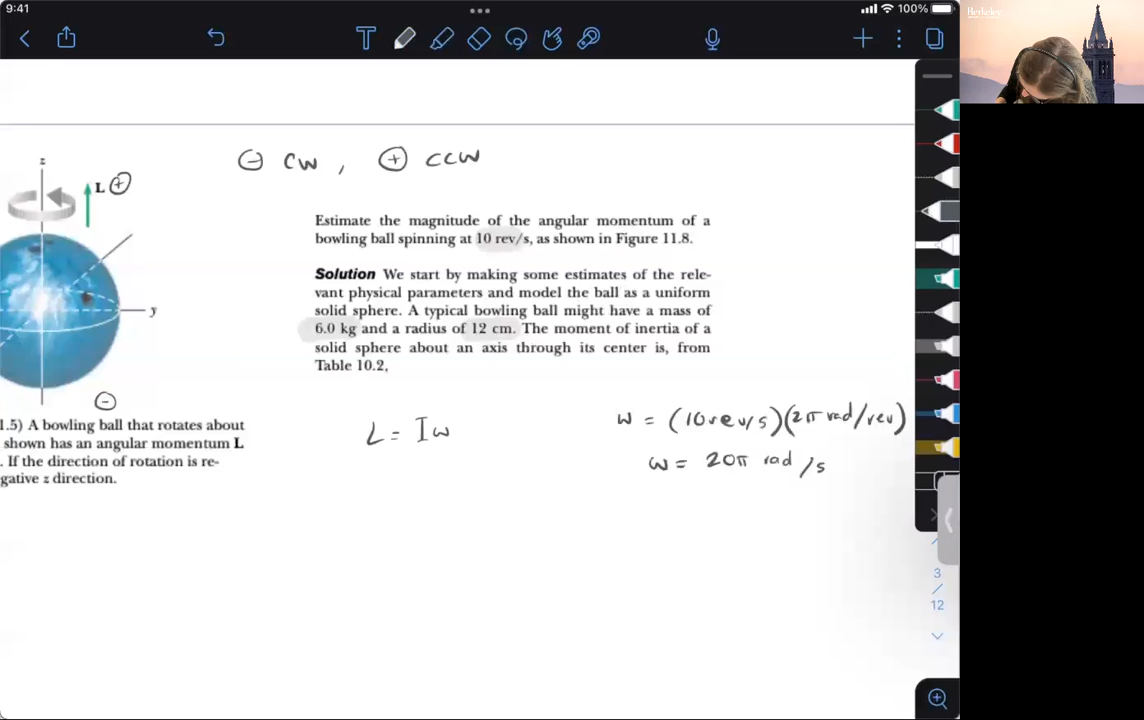 9:41
100%
Berkeley
⊖ CW , ⊕ CCW
z
L ⊕
Estimate the magnitude of the angular momentum of a
bowling ball spinning at 10 rev/s, as shown in Figure 11.8.
Solution We start by making some estimates of the rele-
vant physical parameters and model the ball as a uniform
solid sphere. A typical bowling ball might have a mass of
6.0 kg and a radius of 12 cm. The moment of inertia of a
solid sphere about an axis through its center is, from
Table 10.2,
y
⊖
1.5) A bowling ball that rotates about
shown has an angular momentum L
. If the direction of rotation is re-
gative z direction.
L = Iω
ω = (10 rev/s)(2π rad/rev)
ω = 20π rad/s
3
/
12